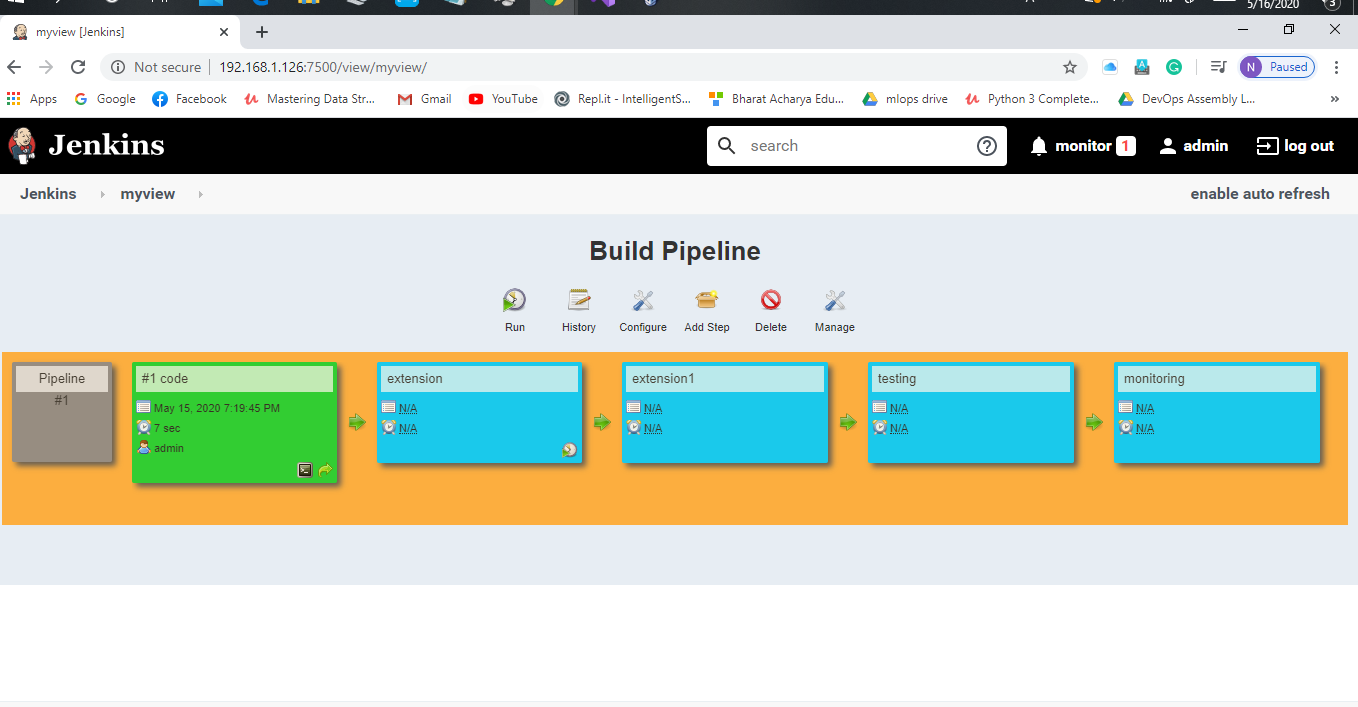 5/16/2020
3
myview [Jenkins]
Not secure 192.168.1.126:7500/view/myview/
N Paused
Apps Google Facebook Mastering Data Str... Gmail YouTube Repl.it - IntelligentS... Bharat Acharya Edu... mlops drive Python 3 Complete... DevOps Assembly L... »
Jenkins search monitor 1 admin log out
Jenkins myview enable auto refresh
Build Pipeline
Run History Configure Add Step Delete Manage
Pipeline #1 code extension extension1 testing monitoring
#1 May 15, 2020 7:19:45 PM N/A N/A N/A N/A
7 sec N/A N/A N/A N/A
admin